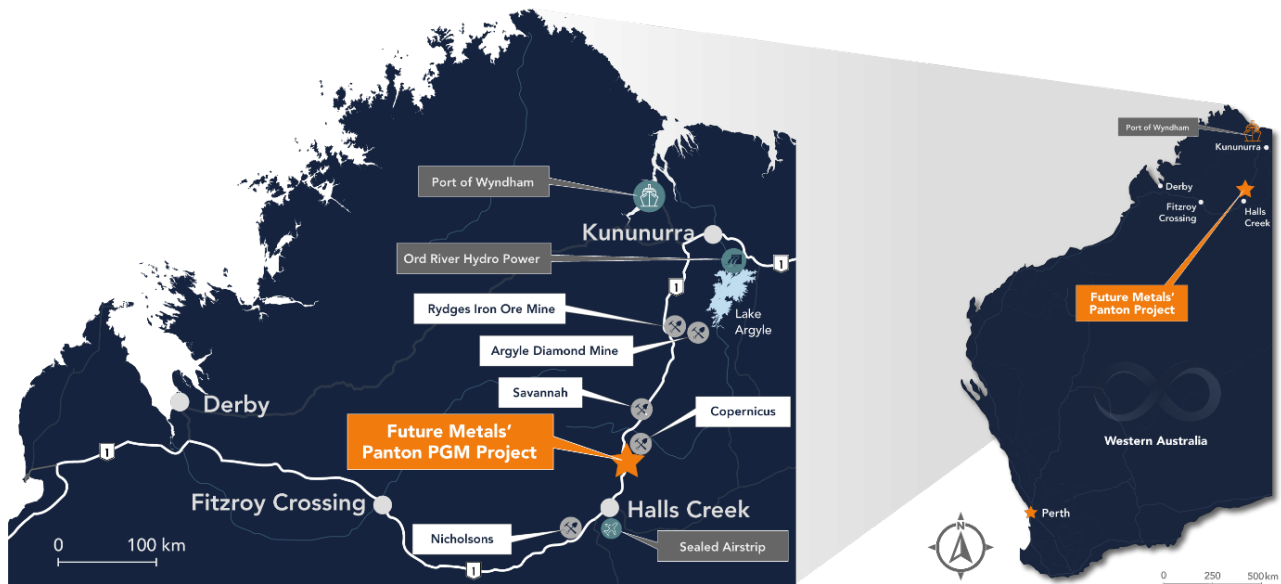 Port of Wyndham
Kununurra
Ord River Hydro Power
1
1
Rydges Iron Ore Mine
Lake
Argyle
Argyle Diamond Mine
Savannah
Copernicus
Derby
Future Metals'
Panton PGM Project
1
Fitzroy Crossing
Halls Creek
Nicholsons
Sealed Airstrip
1
0 100 km
Port of Wyndham
Kununurra
Derby
Fitzroy
Crossing
Halls
Creek
Future Metals'
Panton Project
Western Australia
Perth
N
0 250 500km